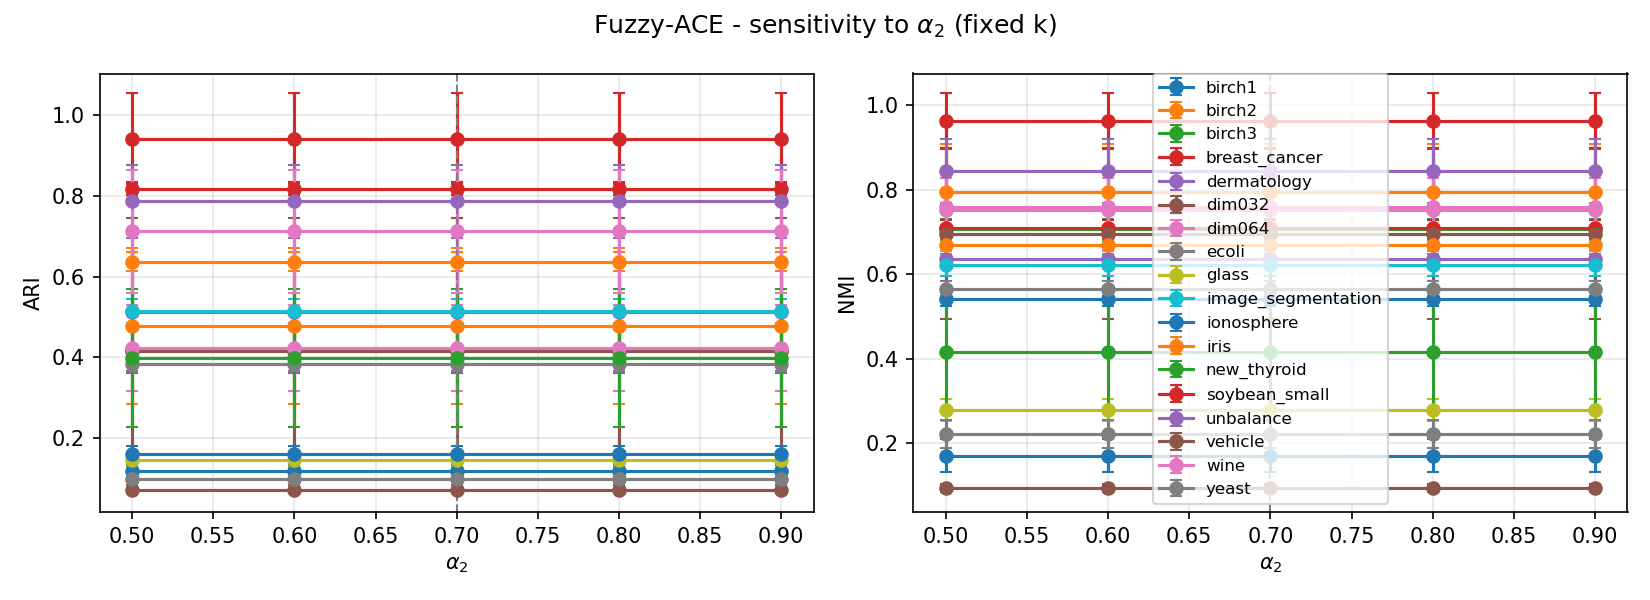 Fuzzy-ACE - sensitivity to α₂ (fixed k)
ARI
1.0
0.8
0.6
0.4
0.2
0.50 0.55 0.60 0.65 0.70 0.75 0.80 0.85 0.90
α₂
NMI
1.0
0.8
0.6
0.4
0.2
0.50 0.55 0.60 0.65 0.70 0.75 0.80 0.85 0.90
α₂
birch1
birch2
birch3
breast_cancer
dermatology
dim032
dim064
ecoli
glass
image_segmentation
ionosphere
iris
new_thyroid
soybean_small
unbalance
vehicle
wine
yeast